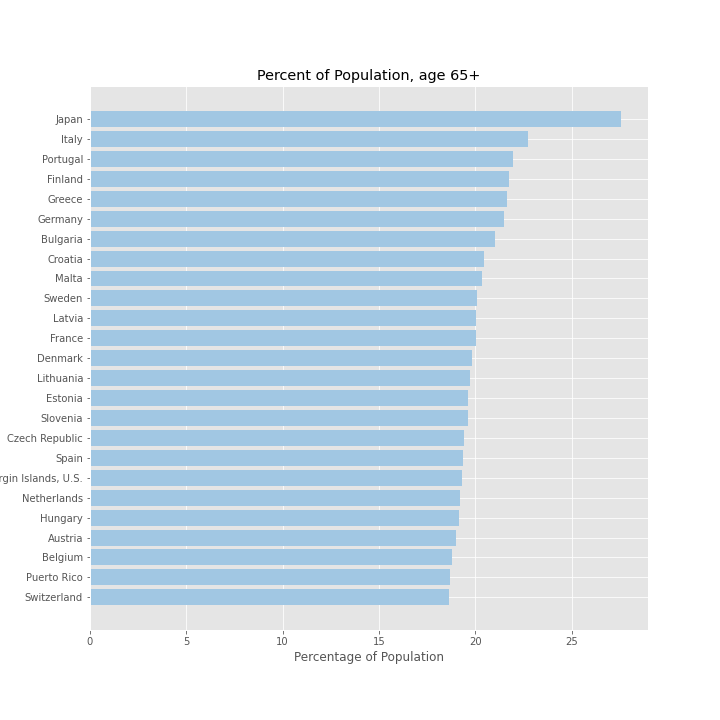 Percent of Population, age 65+
Japan
Italy
Portugal
Finland
Greece
Germany
Bulgaria
Croatia
Malta
Sweden
Latvia
France
Denmark
Lithuania
Estonia
Slovenia
Czech Republic
Spain
rgin Islands, U.S.
Netherlands
Hungary
Austria
Belgium
Puerto Rico
Switzerland
0 5 10 15 20 25
Percentage of Population